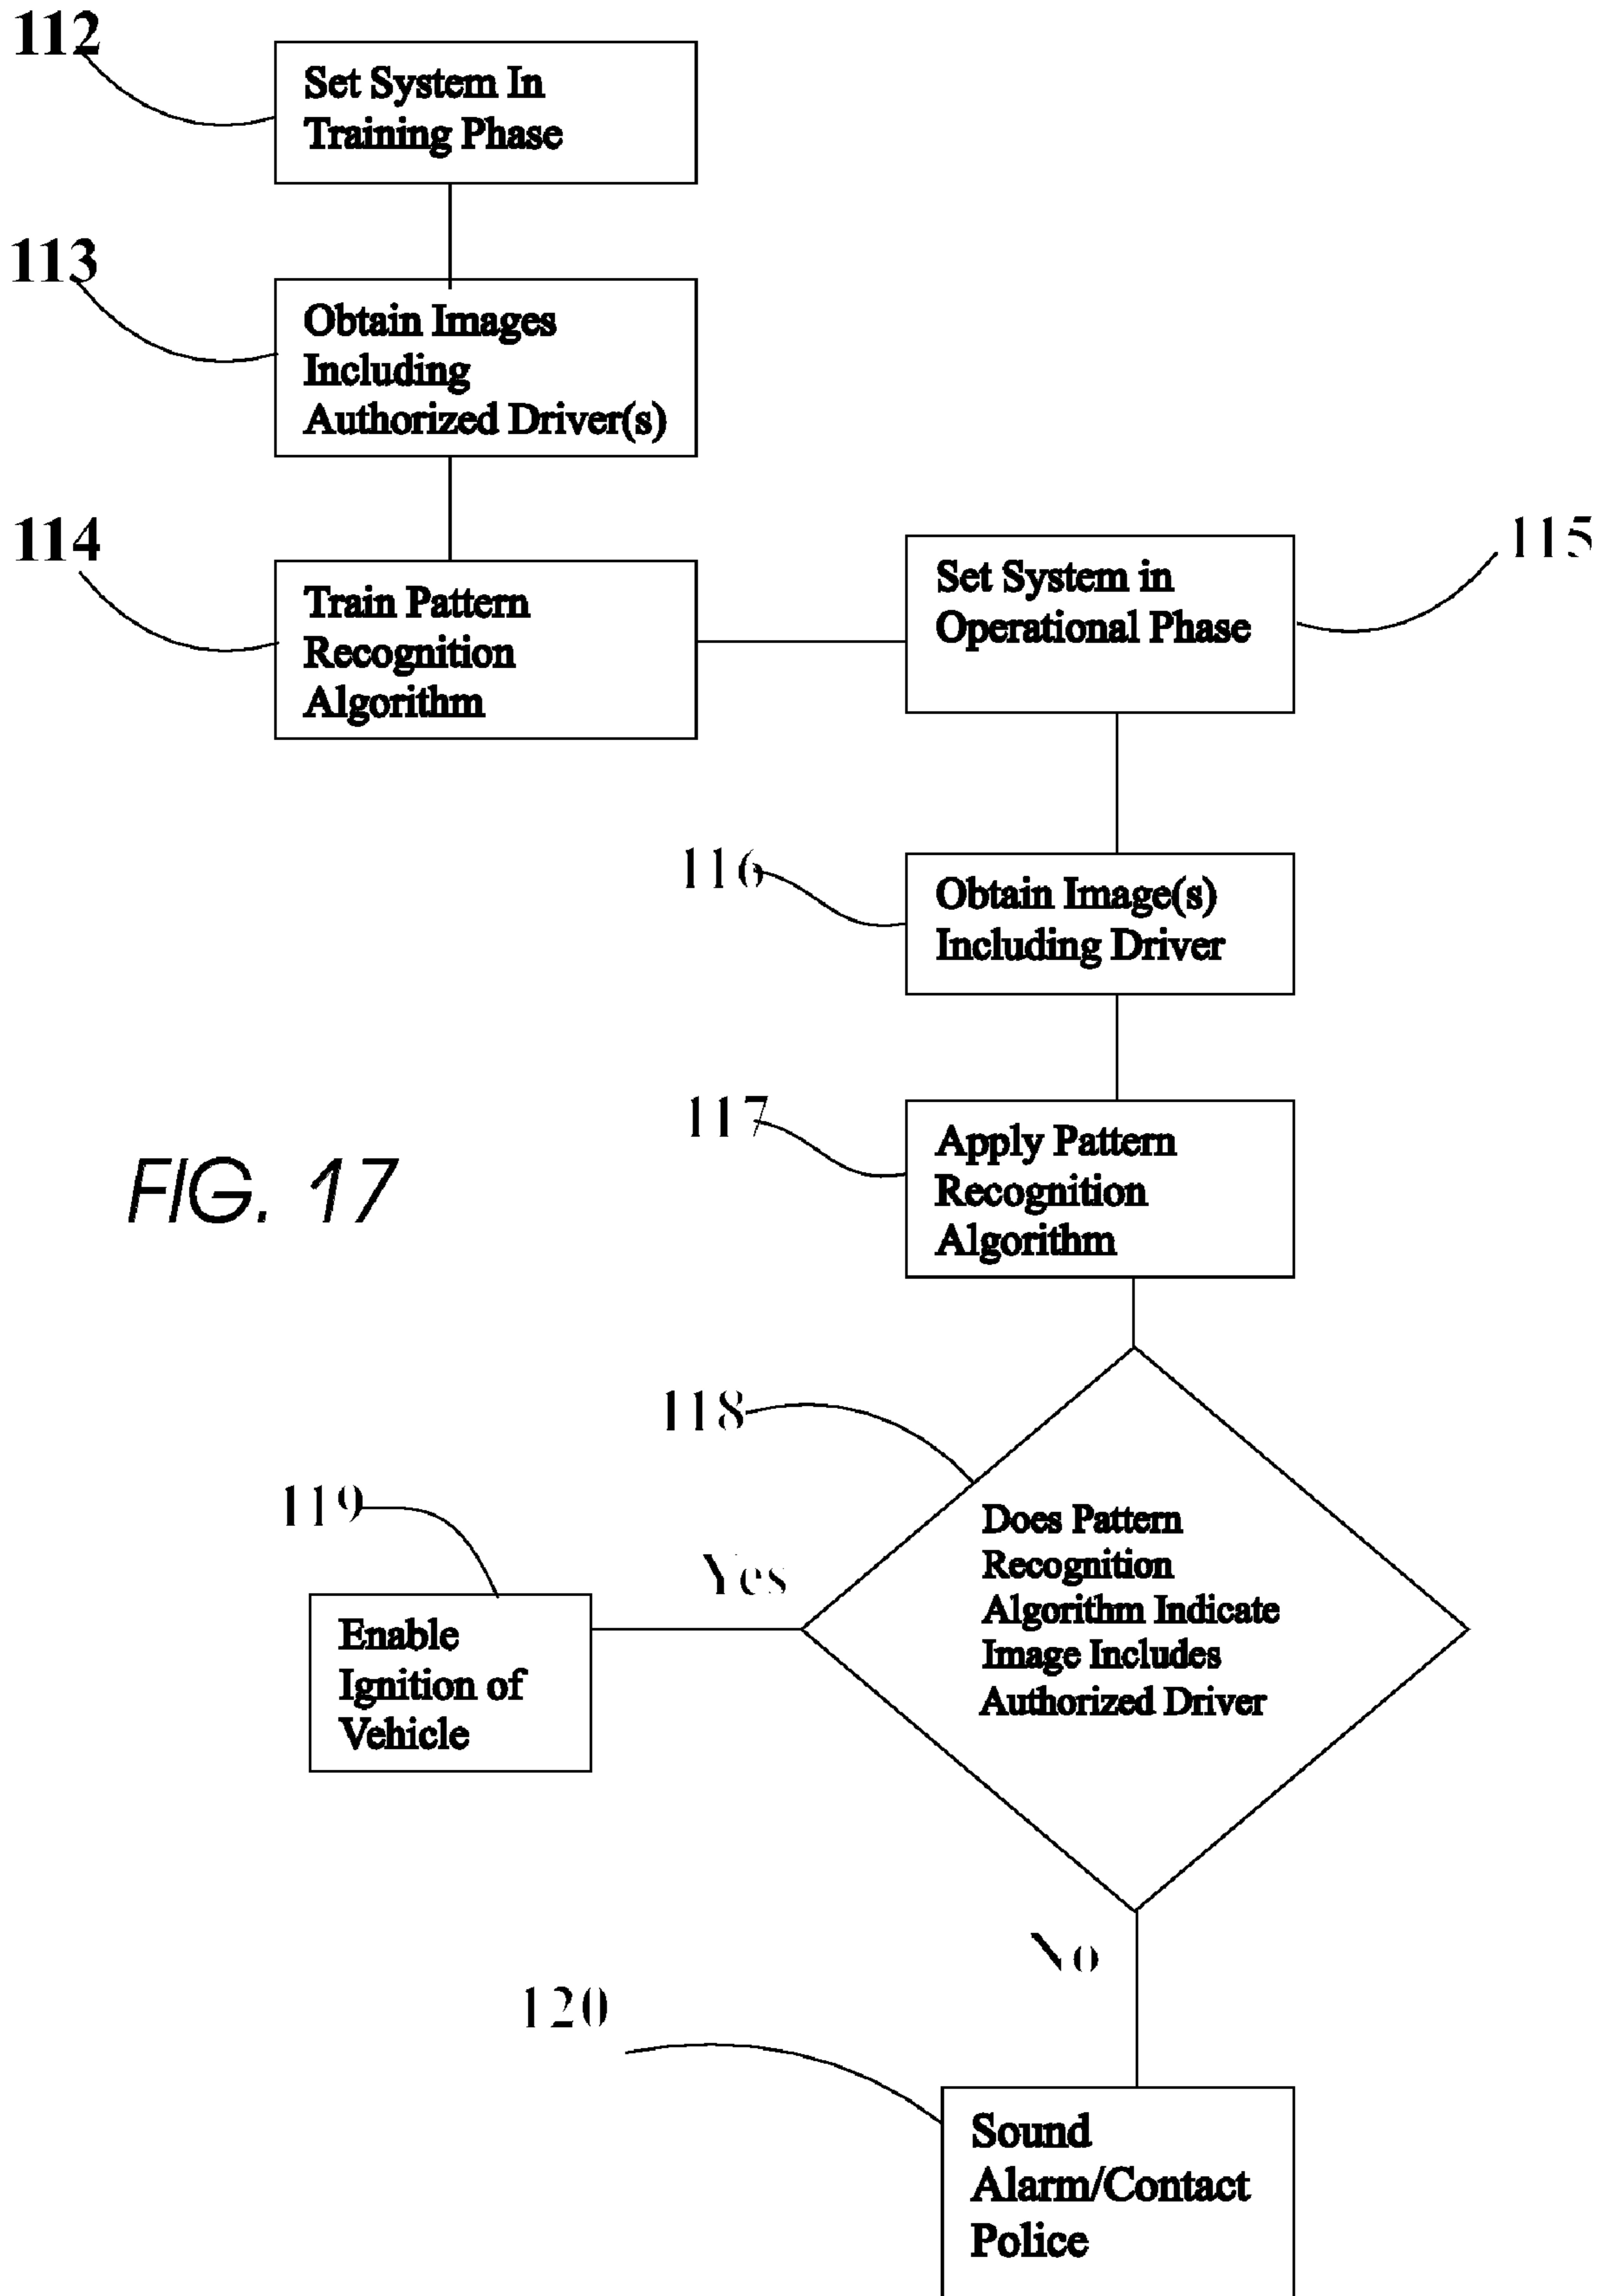 112
Set System In
Training Phase
113
Obtain Images
Including
Authorized Driver(s)
114
Train Pattern
Recognition
Algorithm
115
Set System in
Operational Phase
116
Obtain Image(s)
Including Driver
117
Apply Pattern
Recognition
Algorithm
FIG. 17
118
Does Pattern
Recognition
Algorithm Indicate
Image Includes
Authorized Driver
119
Yes
Enable
Ignition of
Vehicle
No
120
Sound
Alarm/Contact
Police